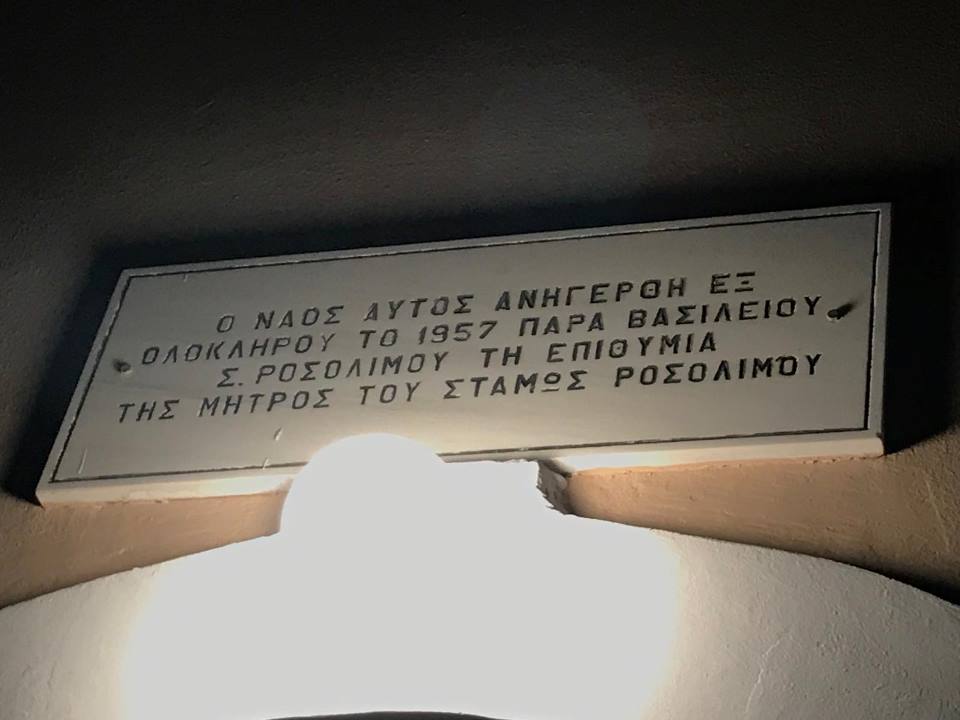 Ο ΝΑΟΣ ΑΥΤΟΣ ΑΝΗΓΕΡΘΗ ΕΞ
ΟΛΟΚΛΗΡΟΥ ΤΟ 1957 ΠΑΡΑ ΒΑΣΙΛΕΙΟΥ
Σ. ΡΟΣΟΛΙΜΟΥ ΤΗ ΕΠΙΘΥΜΙΑ
ΤΗΣ ΜΗΤΡΟΣ ΤΟΥ ΣΤΑΜΩΣ ΡΟΣΟΛΙΜΟΥ